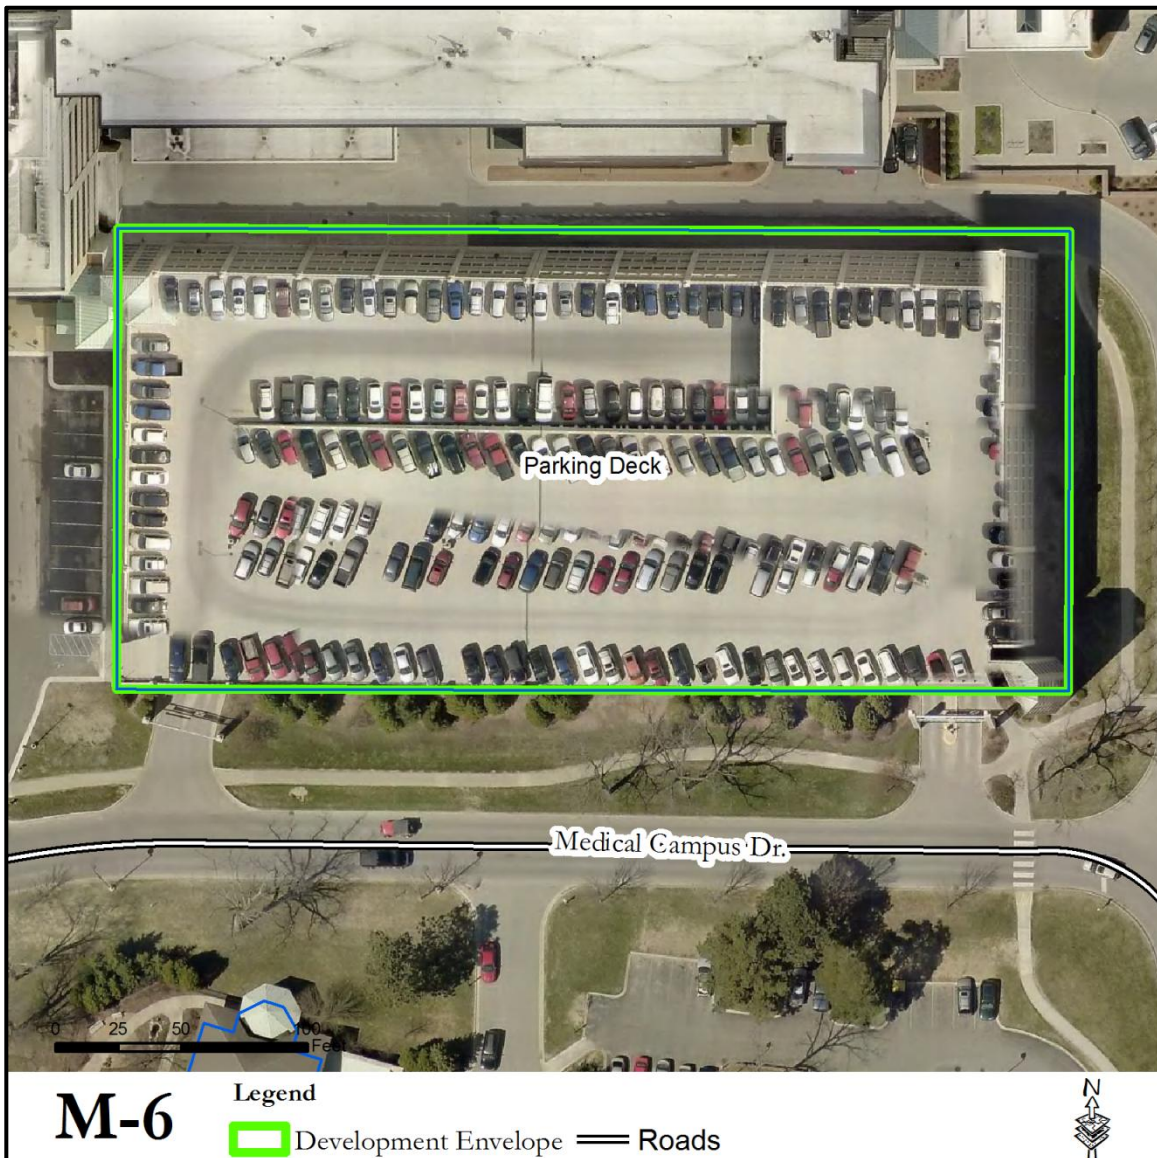 Parking Deck
Medical Campus Dr.
0 25 50 100
Feet
M-6
Legend
Development Envelope
Roads
N